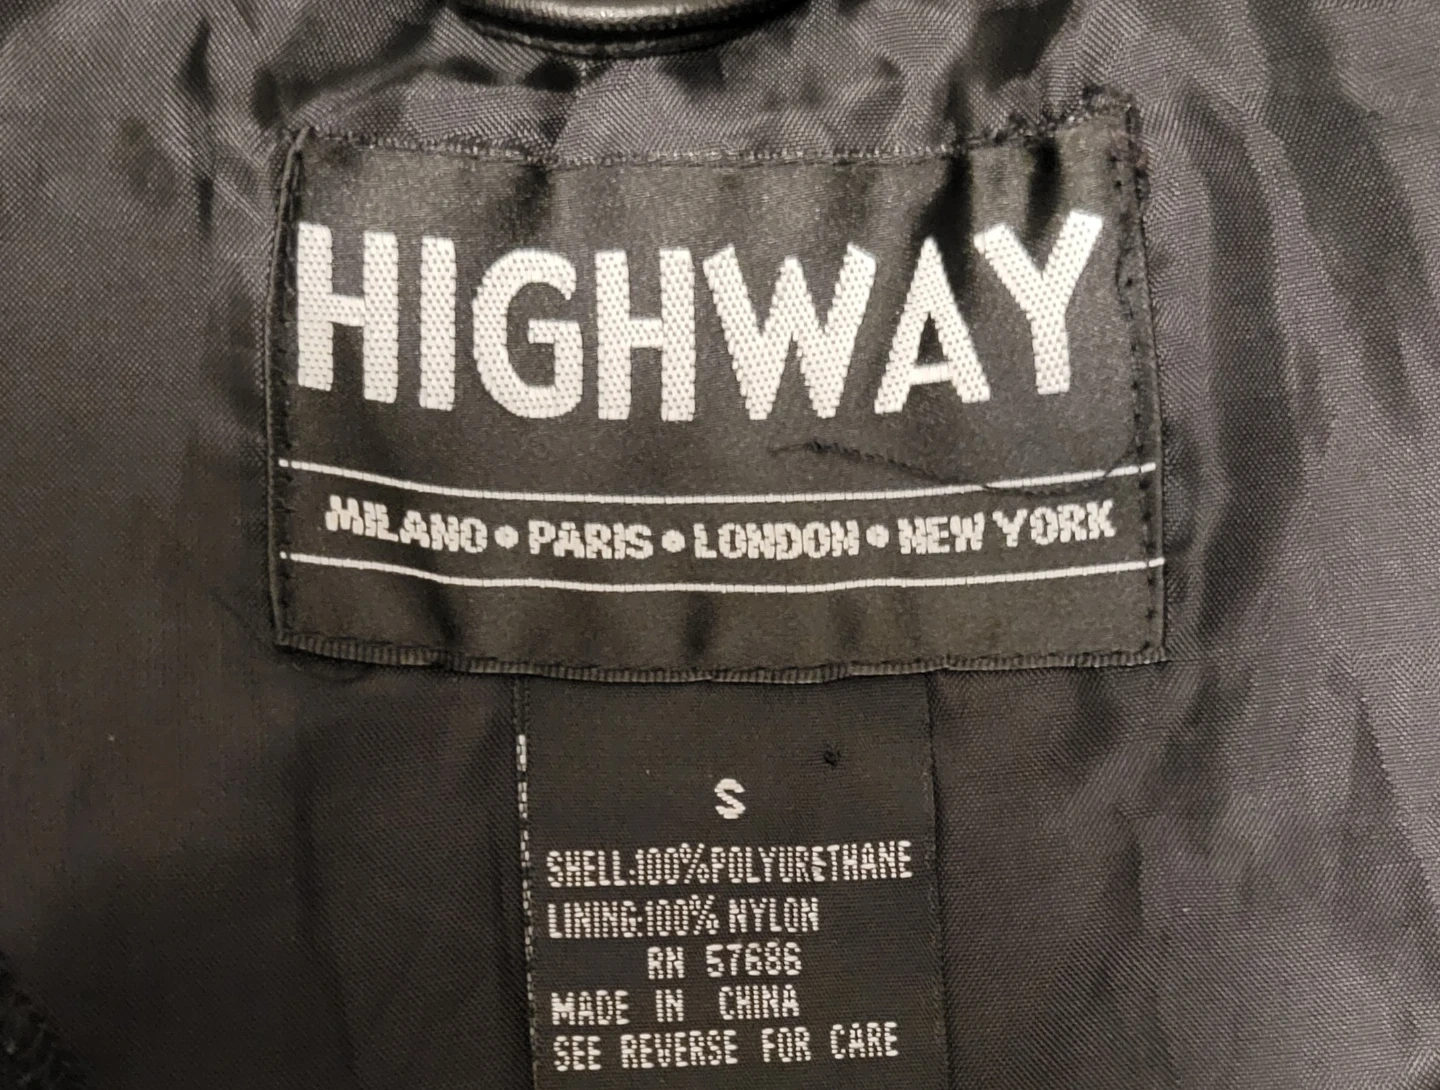 HIGHWAY
MILANO • PARIS • LONDON • NEW YORK
S
SHELL:100%POLYURETHANE
LINING:100% NYLON
RN 57686
MADE IN CHINA
SEE REVERSE FOR CARE